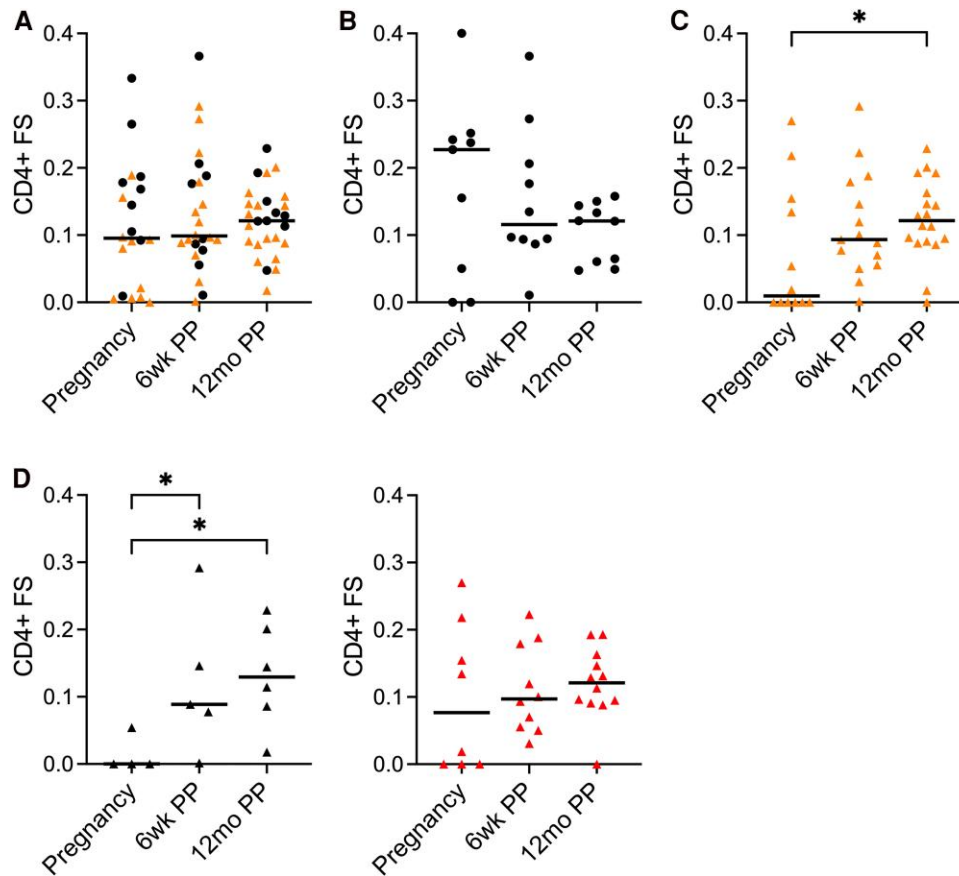 A
CD4+ FS
0.4
0.3
0.2
0.1
0.0
Pregnancy
6wk PP
12mo PP
B
CD4+ FS
0.4
0.3
0.2
0.1
0.0
Pregnancy
6wk PP
12mo PP
C
*
CD4+ FS
0.4
0.3
0.2
0.1
0.0
Pregnancy
6wk PP
12mo PP
D
*
*
CD4+ FS
0.4
0.3
0.2
0.1
0.0
Pregnancy
6wk PP
12mo PP
CD4+ FS
0.4
0.3
0.2
0.1
0.0
Pregnancy
6wk PP
12mo PP